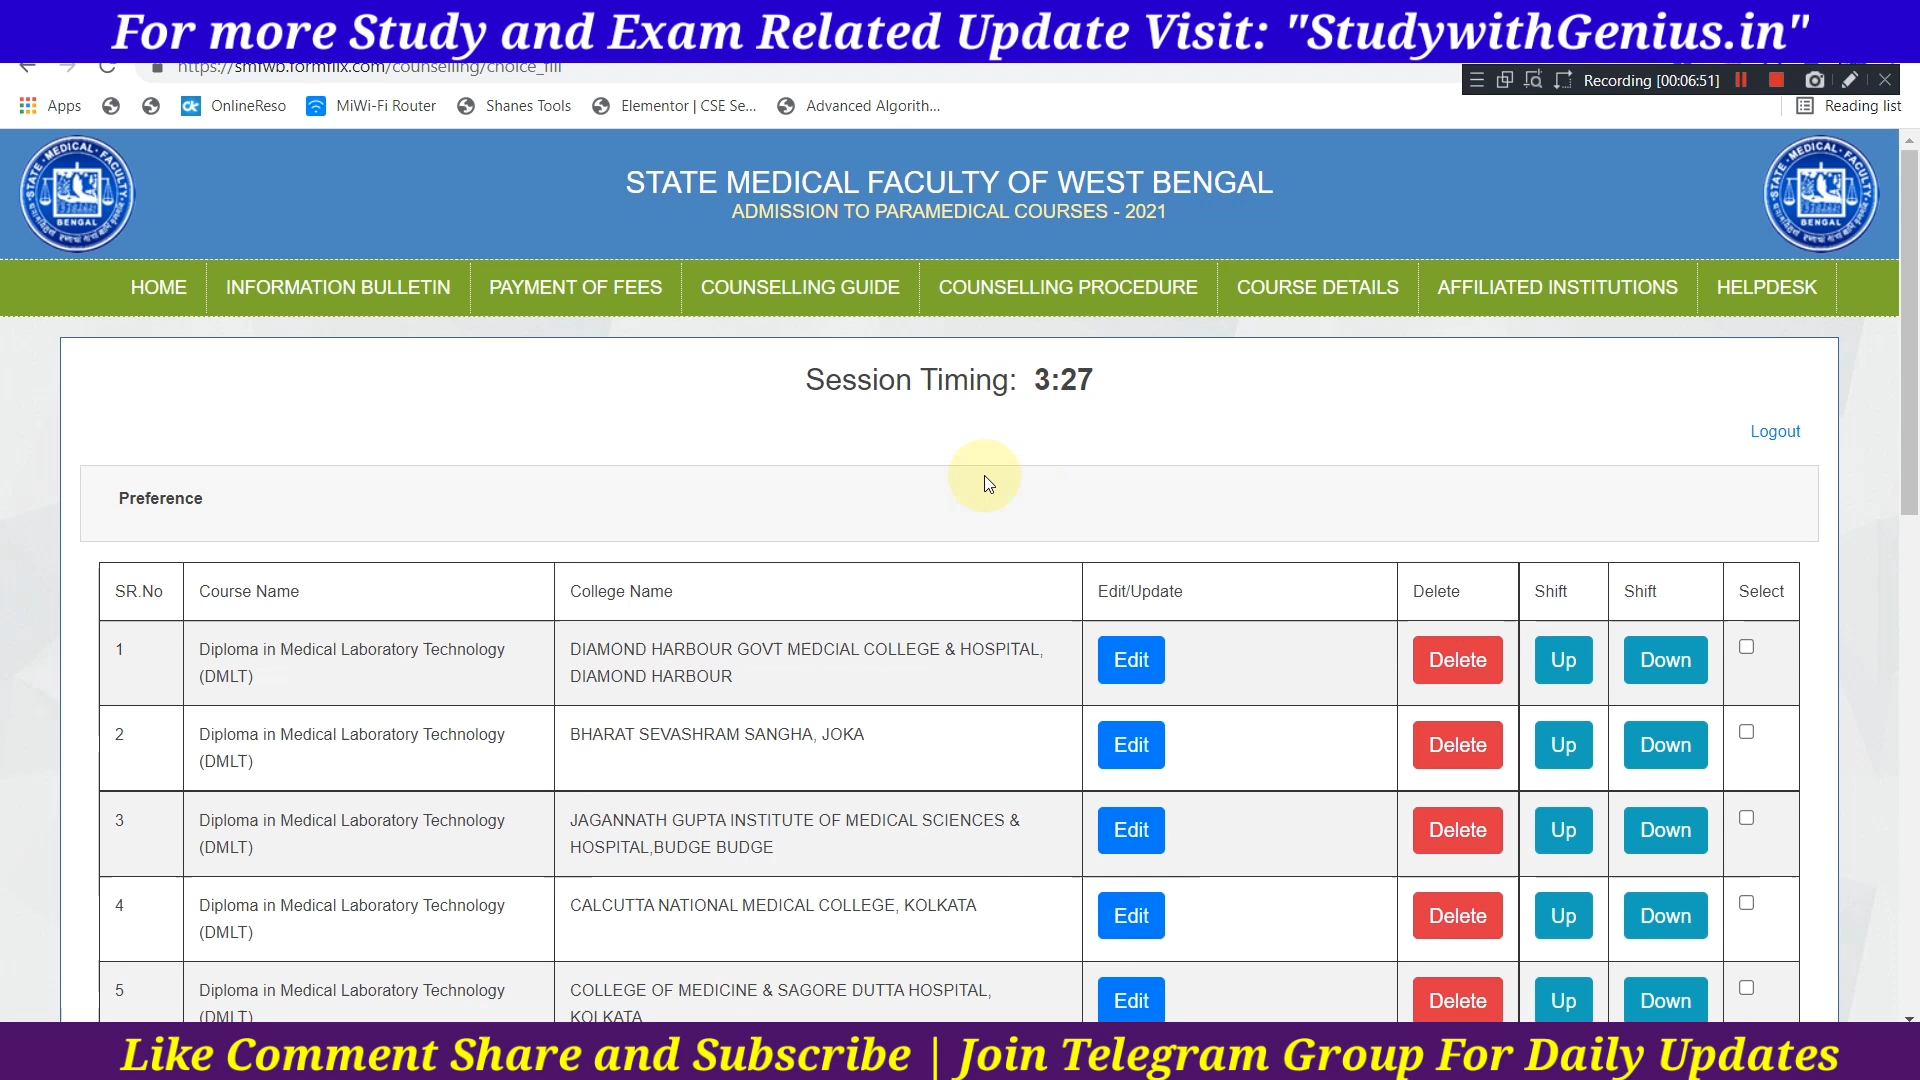 For more Study and Exam Related Update Visit: "StudywithGenius.in"
https://smfwb.formflix.com/counselling/choice_fill
Recording [00:06:51]
Apps OnlineReso MiWi-Fi Router Shanes Tools Elementor | CSE Se... Advanced Algorith... Reading list
STATE MEDICAL FACULTY OF WEST BENGAL
ADMISSION TO PARAMEDICAL COURSES - 2021
HOME INFORMATION BULLETIN PAYMENT OF FEES COUNSELLING GUIDE COUNSELLING PROCEDURE COURSE DETAILS AFFILIATED INSTITUTIONS HELPDESK
Session Timing: 3:27
Logout
Preference
SR.No Course Name College Name Edit/Update Delete Shift Shift Select
1 Diploma in Medical Laboratory Technology DIAMOND HARBOUR GOVT MEDCIAL COLLEGE & HOSPITAL, Edit Delete Up Down
(DMLT) DIAMOND HARBOUR
2 Diploma in Medical Laboratory Technology BHARAT SEVASHRAM SANGHA, JOKA Edit Delete Up Down
(DMLT)
3 Diploma in Medical Laboratory Technology JAGANNATH GUPTA INSTITUTE OF MEDICAL SCIENCES & Edit Delete Up Down
(DMLT) HOSPITAL,BUDGE BUDGE
4 Diploma in Medical Laboratory Technology CALCUTTA NATIONAL MEDICAL COLLEGE, KOLKATA Edit Delete Up Down
(DMLT)
5 Diploma in Medical Laboratory Technology COLLEGE OF MEDICINE & SAGORE DUTTA HOSPITAL, Edit Delete Up Down
(DMLT) KOLKATA
Like Comment Share and Subscribe | Join Telegram Group For Daily Updates